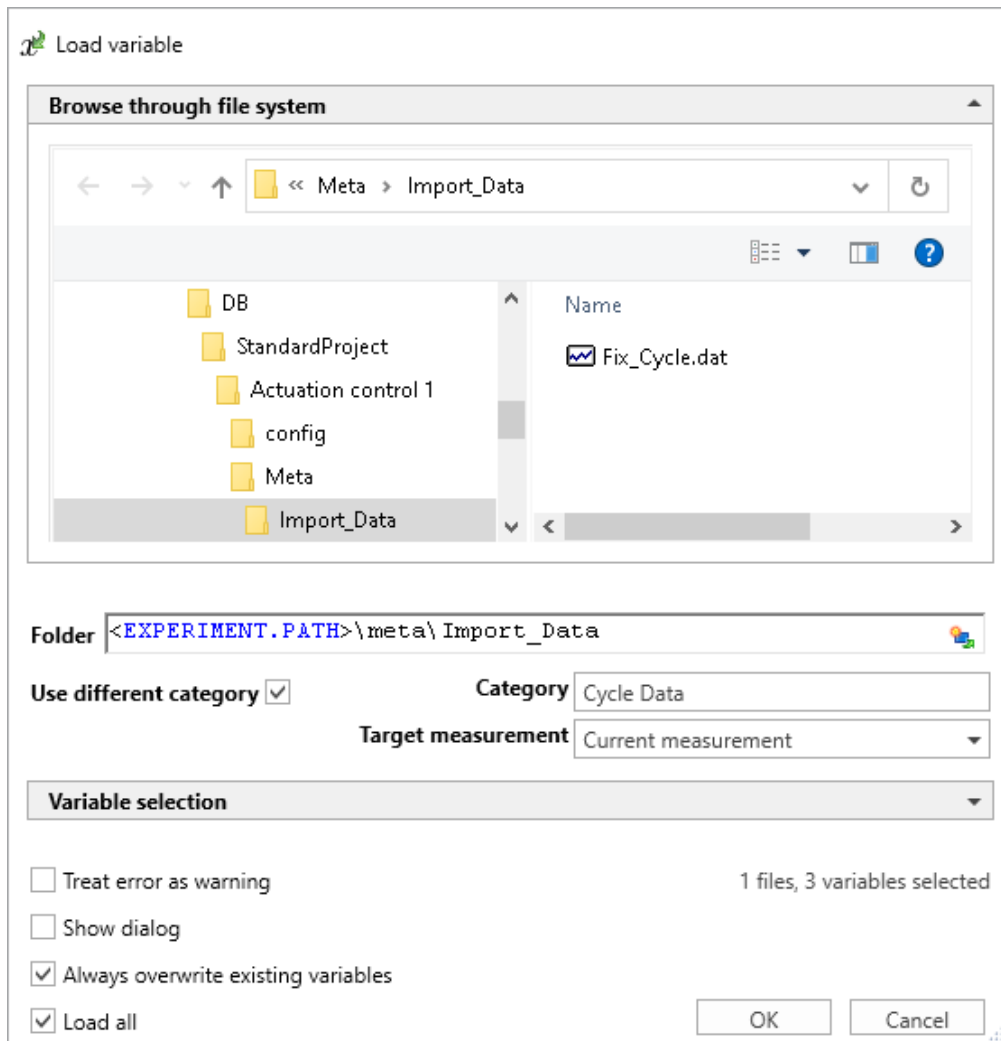 Load variable
Browse through file system
« Meta > Import_Data
DB
StandardProject
Actuation control 1
config
Meta
Import_Data
Name
Fix_Cycle.dat
Folder <EXPERIMENT.PATH>\meta\Import_Data
Use different category Category Cycle Data
Target measurement Current measurement
Variable selection
Treat error as warning 1 files, 3 variables selected
Show dialog
Always overwrite existing variables
Load all OK Cancel